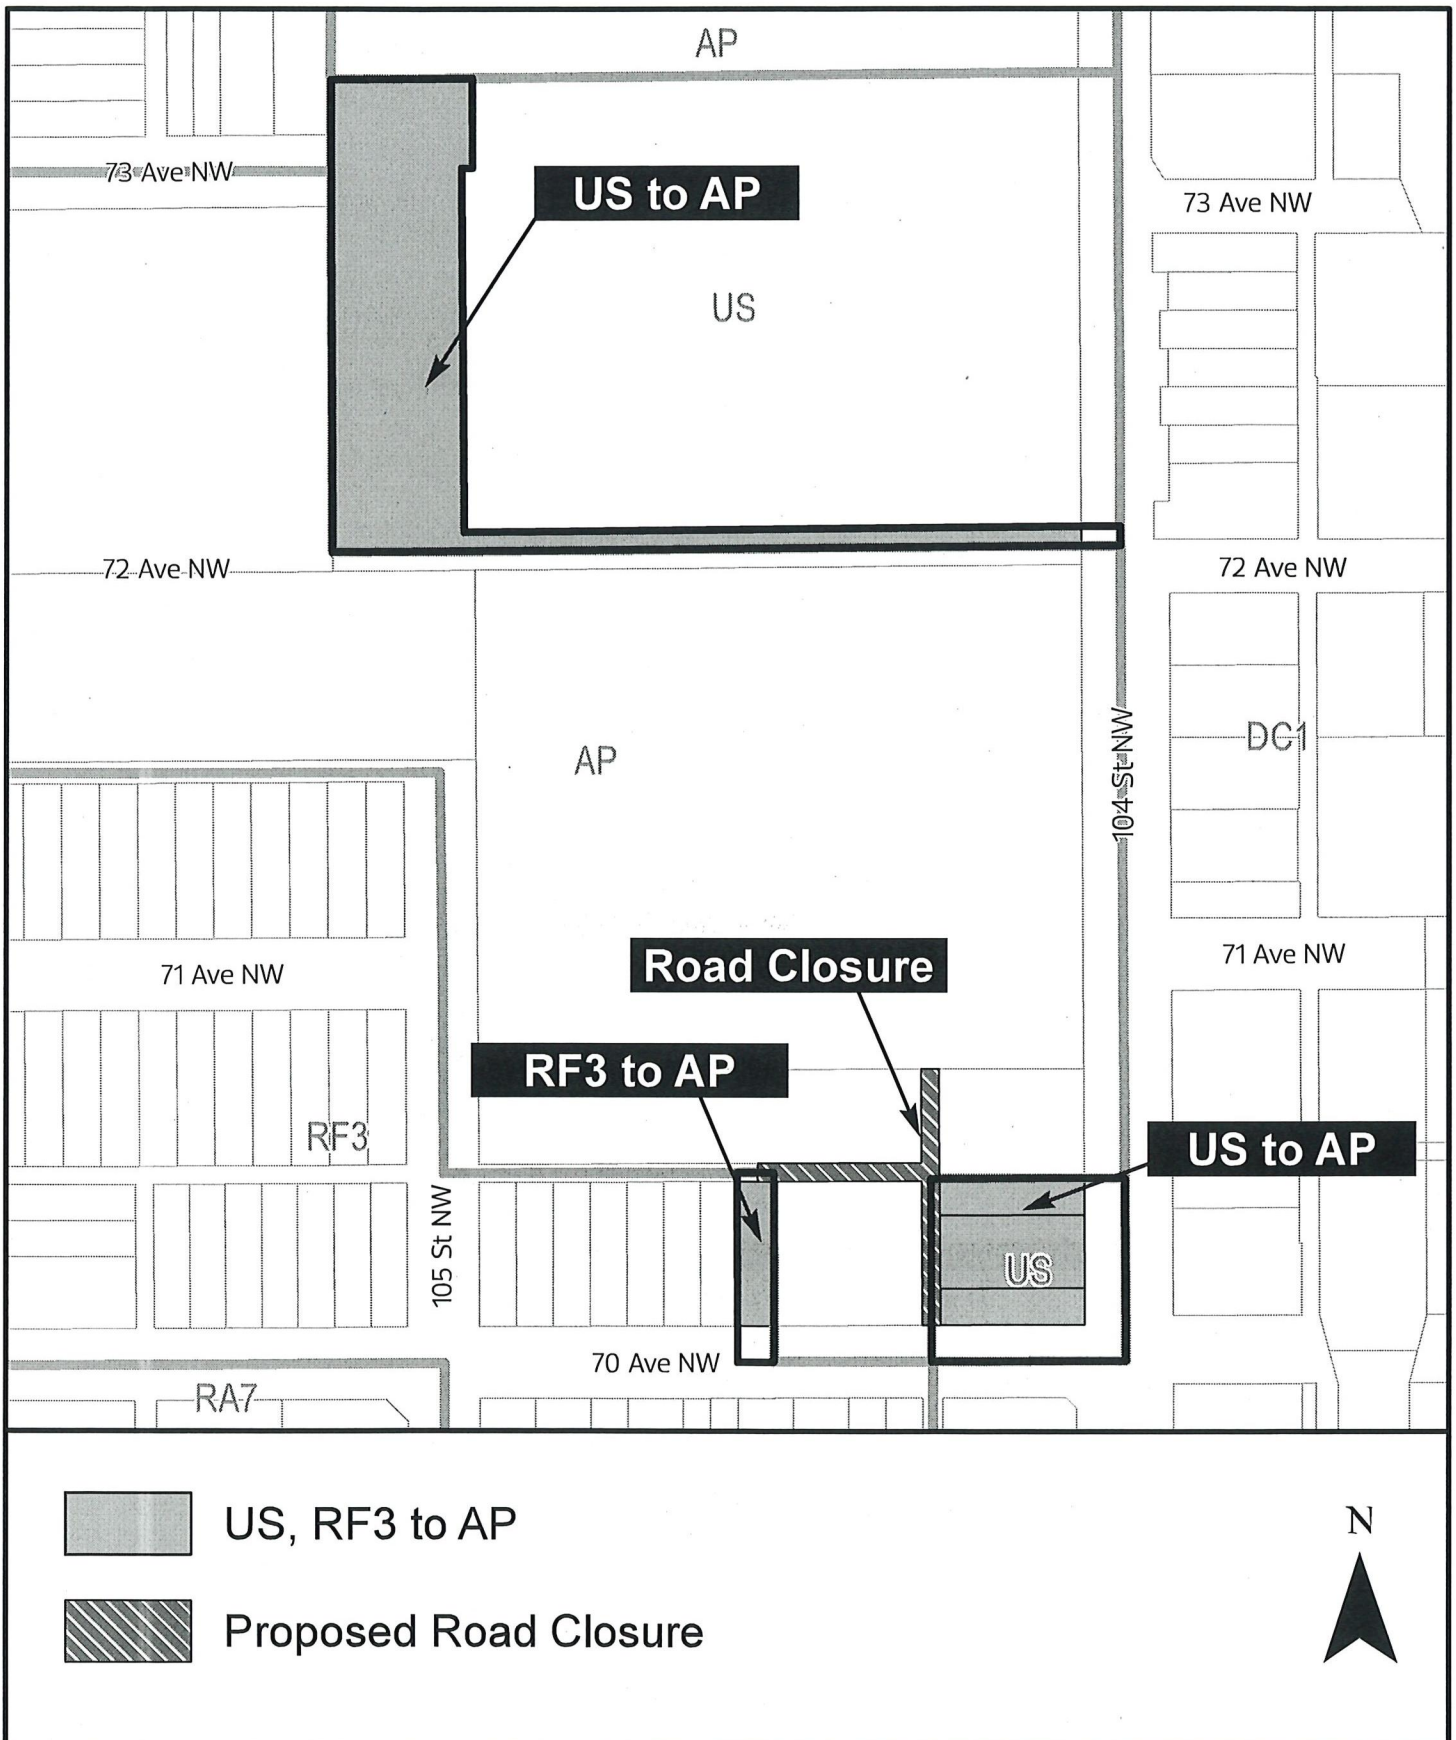 AP
73 Ave NW
US to AP
73 Ave NW
US
72 Ave NW
72 Ave NW
104 St NW
DC1
AP
Road Closure
71 Ave NW
71 Ave NW
RF3 to AP
RF3
US to AP
105 St NW
US
70 Ave NW
RA7
US, RF3 to AP
N
Proposed Road Closure